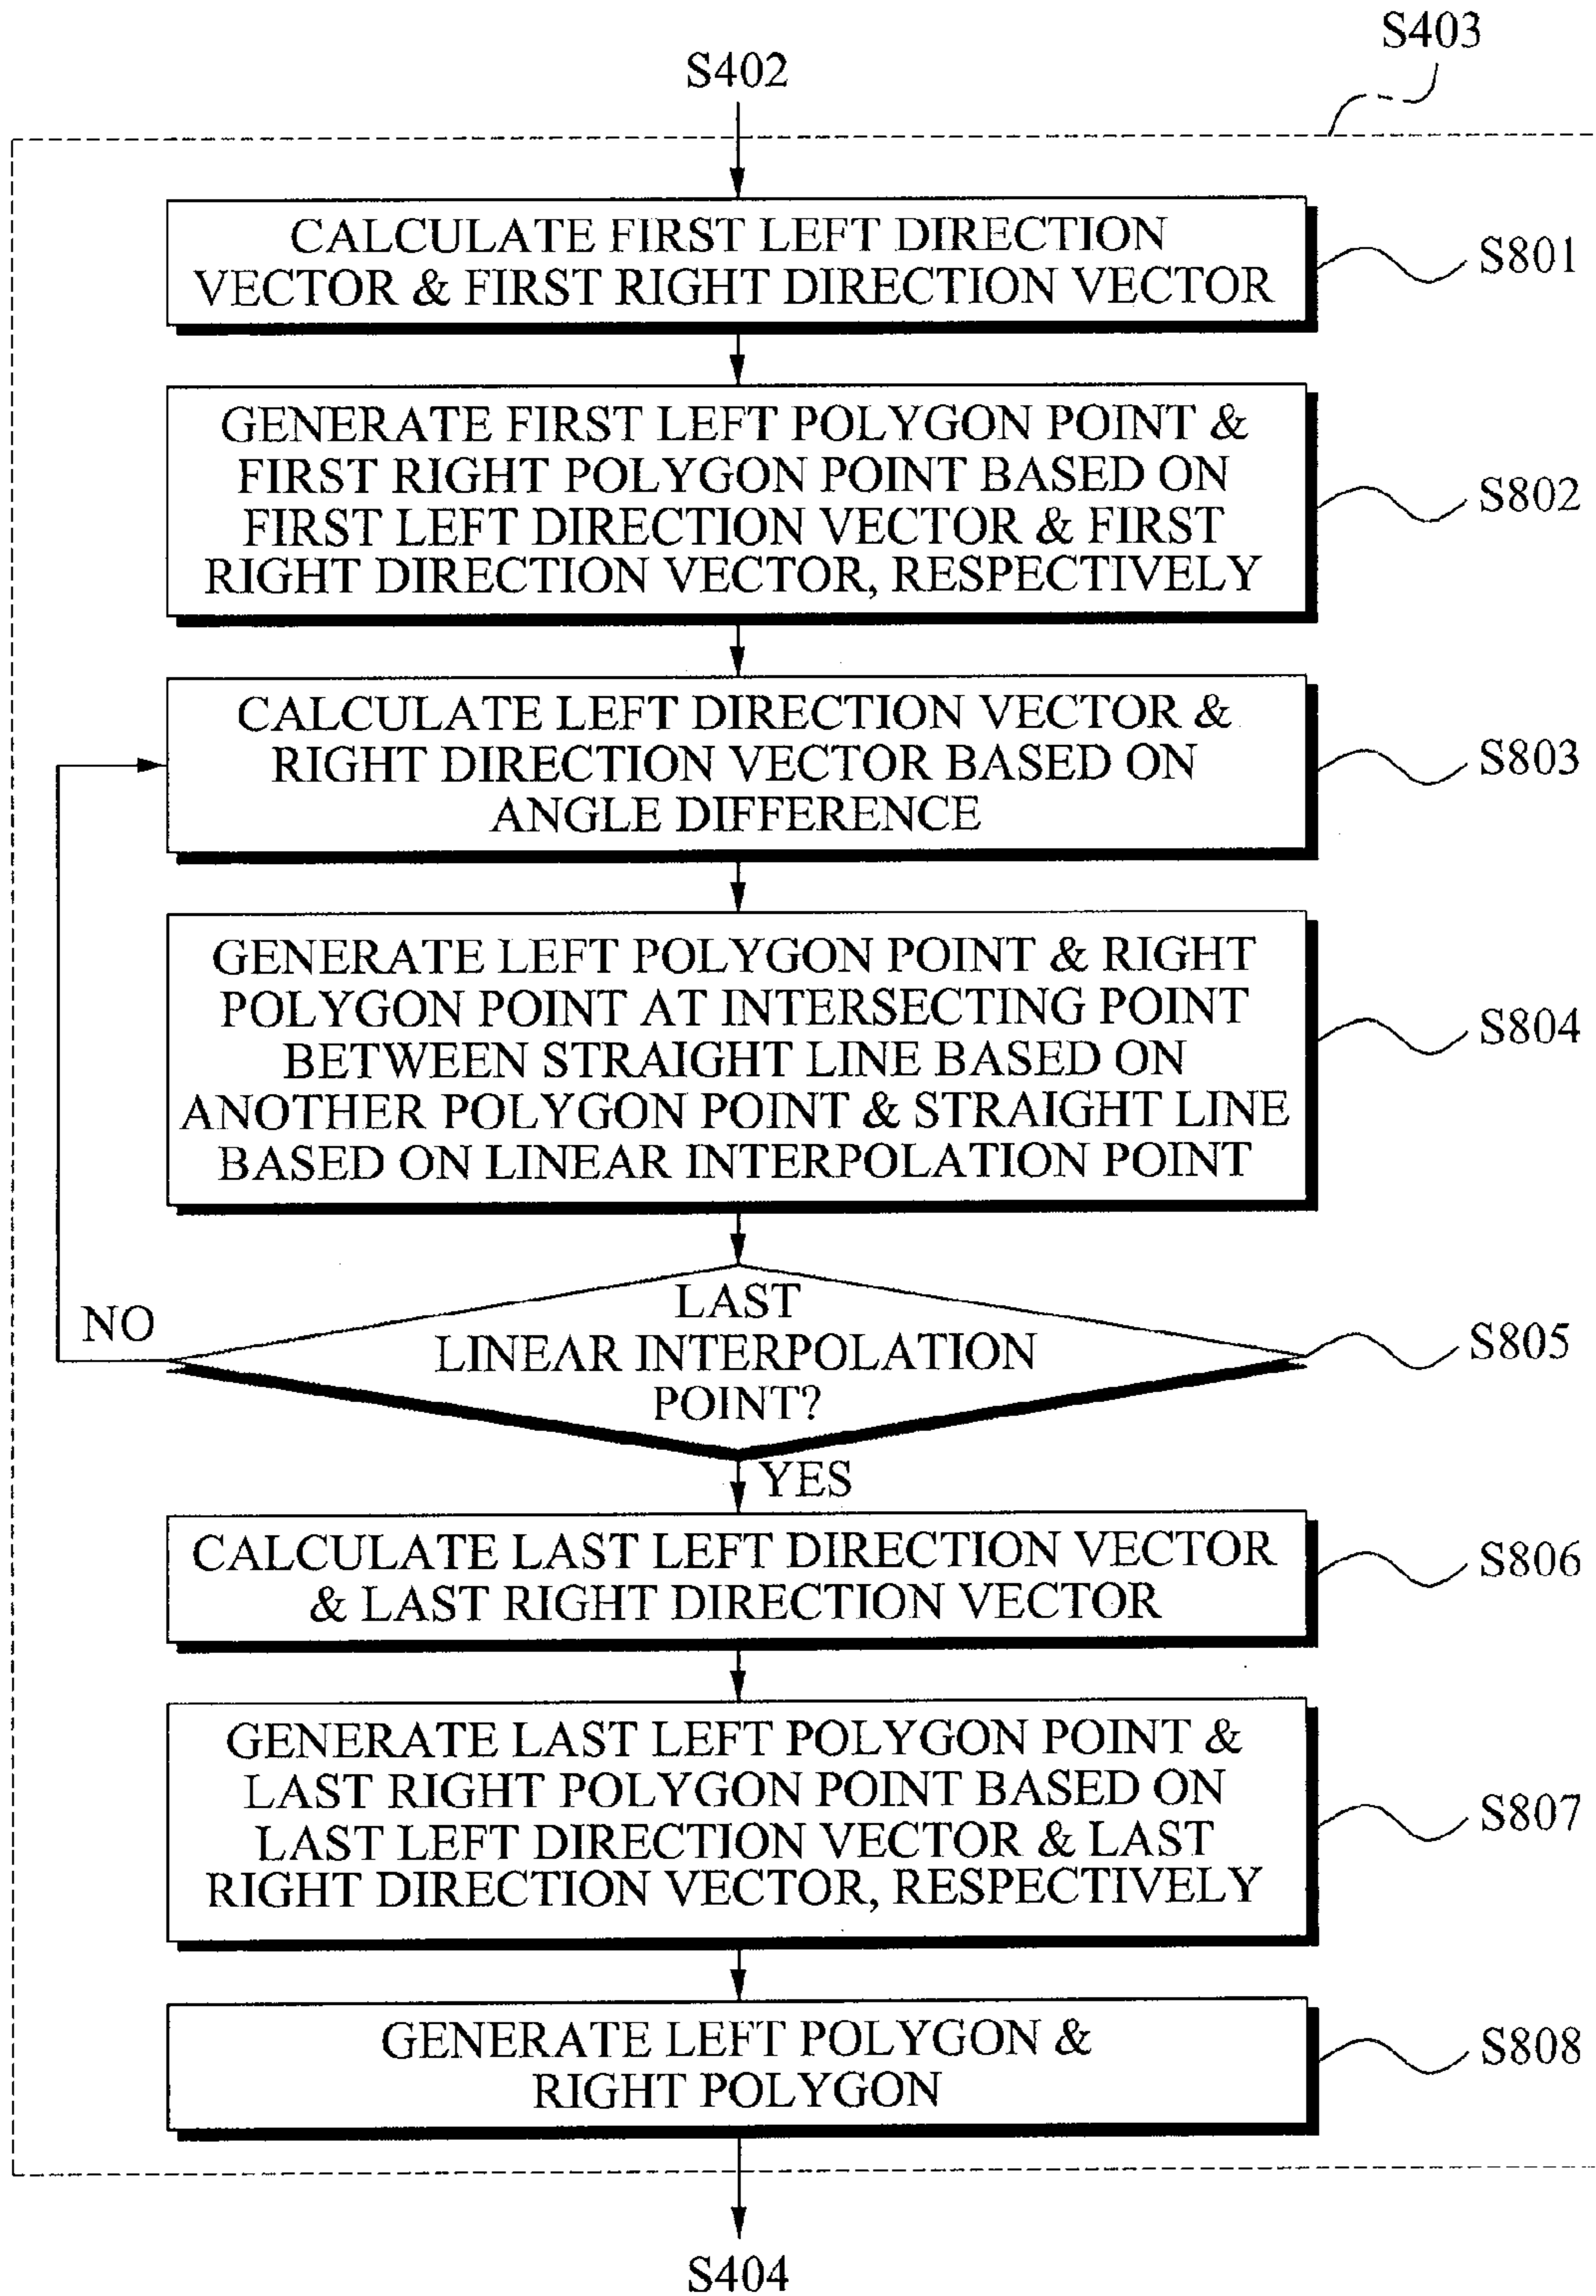 S403
S402
CALCULATE FIRST LEFT DIRECTION
VECTOR & FIRST RIGHT DIRECTION VECTOR
S801
GENERATE FIRST LEFT POLYGON POINT &
FIRST RIGHT POLYGON POINT BASED ON
FIRST LEFT DIRECTION VECTOR & FIRST
RIGHT DIRECTION VECTOR, RESPECTIVELY
S802
CALCULATE LEFT DIRECTION VECTOR &
RIGHT DIRECTION VECTOR BASED ON
ANGLE DIFFERENCE
S803
GENERATE LEFT POLYGON POINT & RIGHT
POLYGON POINT AT INTERSECTING POINT
BETWEEN STRAIGHT LINE BASED ON
ANOTHER POLYGON POINT & STRAIGHT LINE
BASED ON LINEAR INTERPOLATION POINT
S804
NO
LAST
LINEAR INTERPOLATION
POINT?
S805
YES
CALCULATE LAST LEFT DIRECTION VECTOR
& LAST RIGHT DIRECTION VECTOR
S806
GENERATE LAST LEFT POLYGON POINT &
LAST RIGHT POLYGON POINT BASED ON
LAST LEFT DIRECTION VECTOR & LAST
RIGHT DIRECTION VECTOR, RESPECTIVELY
S807
GENERATE LEFT POLYGON &
RIGHT POLYGON
S808
S404